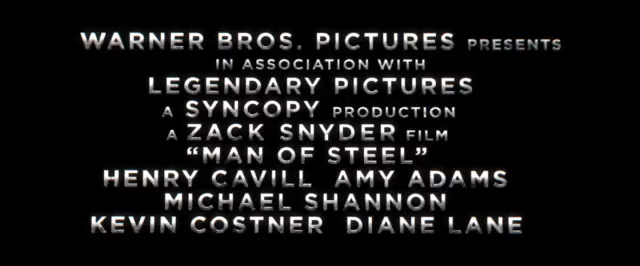 WARNER BROS. PICTURES PRESENTS
IN ASSOCIATION WITH
LEGENDARY PICTURES
A SYNCOPY PRODUCTION
A ZACK SNYDER FILM
“MAN OF STEEL”
HENRY CAVILL AMY ADAMS
MICHAEL SHANNON
KEVIN COSTNER DIANE LANE